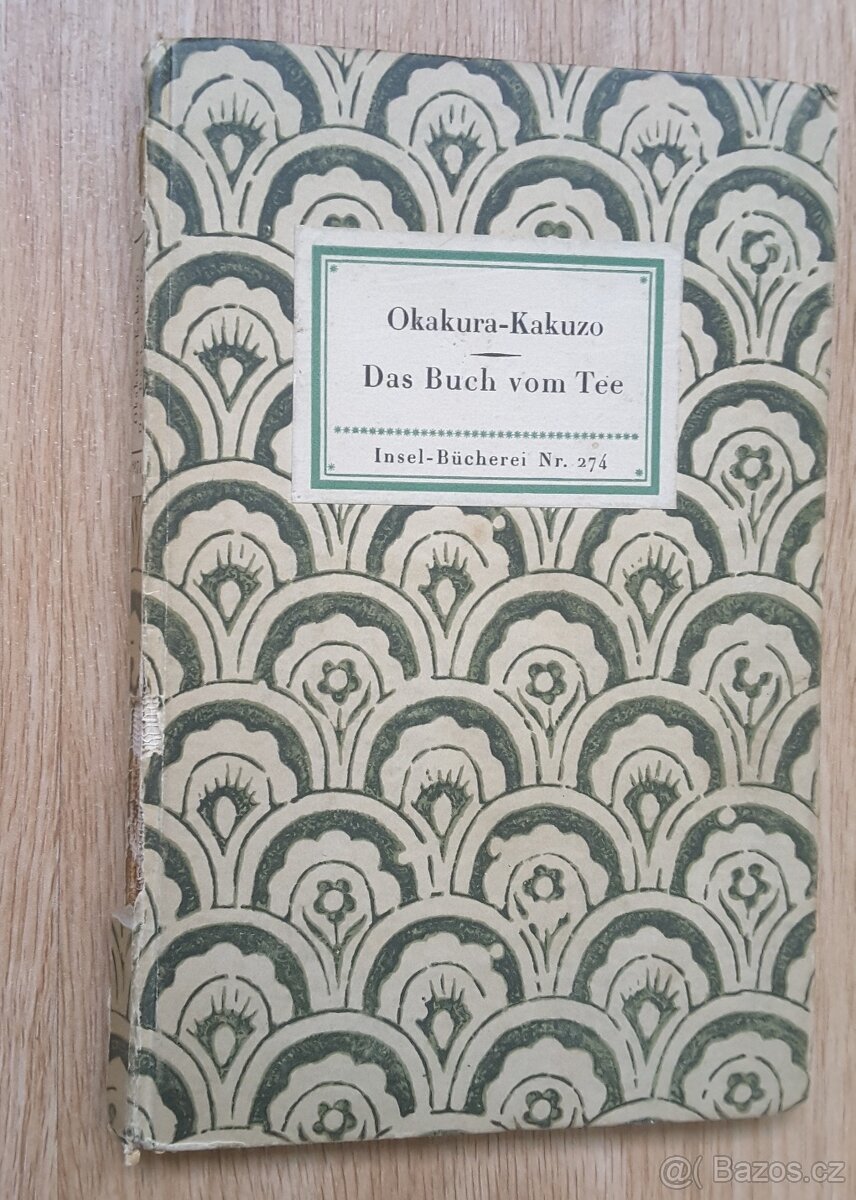 Okakura-Kakuzo
Das Buch vom Tee
Insel-Bücherei Nr. 274
@( Bazos.cz